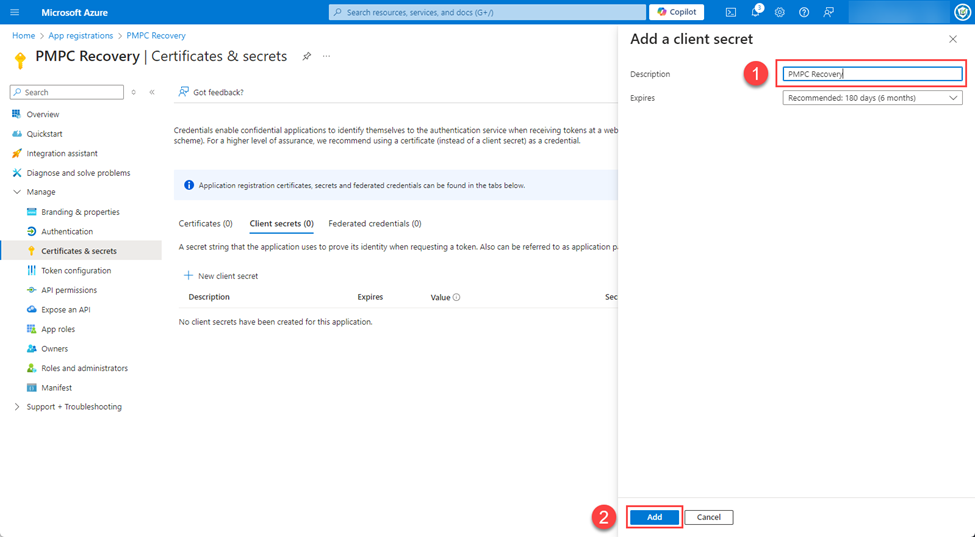 Microsoft Azure
Search resources, services, and docs (G+/)
Copilot
3
Home > App registrations > PMPC Recovery
PMPC Recovery | Certificates & secrets
Search
Overview
Quickstart
Integration assistant
Diagnose and solve problems
Manage
Branding & properties
Authentication
Certificates & secrets
Token configuration
API permissions
Expose an API
App roles
Owners
Roles and administrators
Manifest
Support + Troubleshooting
Got feedback?
Credentials enable confidential applications to identify themselves to the authentication service when receiving tokens at a web
scheme). For a higher level of assurance, we recommend using a certificate (instead of a client secret) as a credential.
Application registration certificates, secrets and federated credentials can be found in the tabs below.
Certificates (0) Client secrets (0) Federated credentials (0)
A secret string that the application uses to prove its identity when requesting a token. Also can be referred to as application pa
New client secret
Description Expires Value Sec
No client secrets have been created for this application.
Add a client secret
Description
1
PMPC Recovery
Expires
Recommended: 180 days (6 months)
2
Add
Cancel